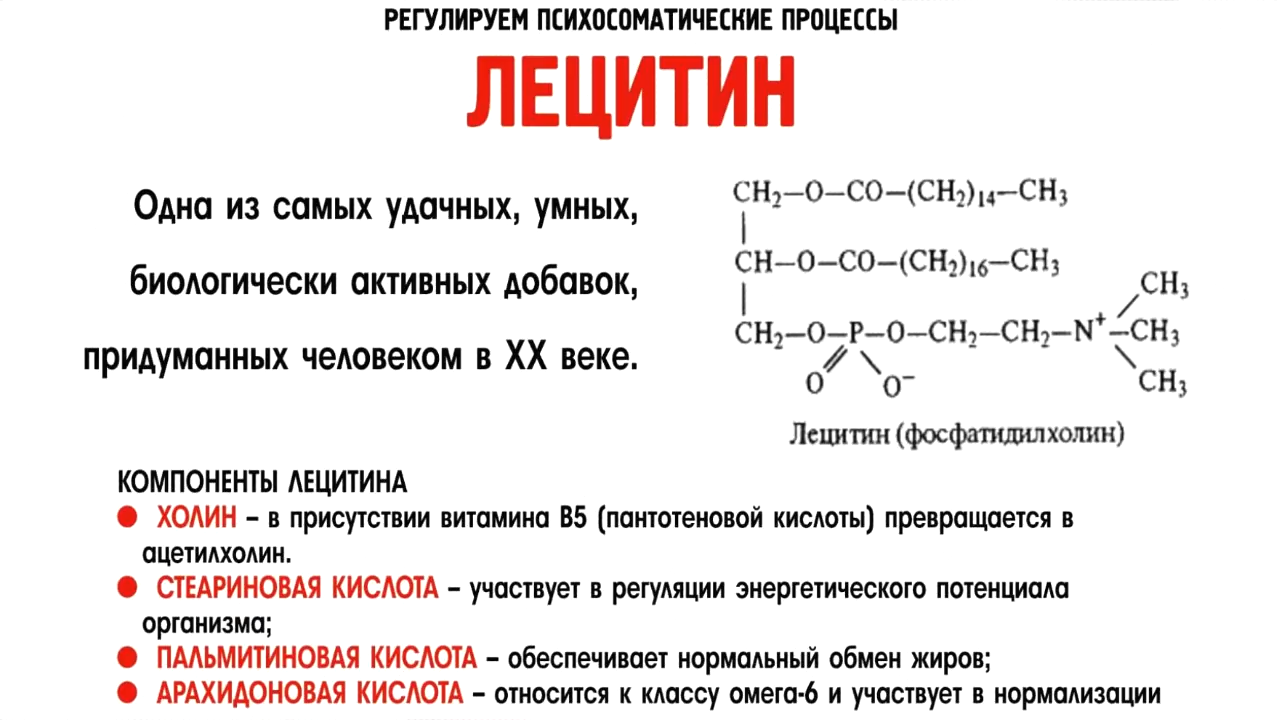 РЕГУЛИРУЕМ ПСИХОСОМАТИЧЕСКИЕ ПРОЦЕССЫ
ЛЕЦИТИН
Одна из самых удачных, умных,
биологически активных добавок,
придуманных человеком в XX веке.
CH₂—O—CO—(CH₂)₁₄—CH₃
CH—O—CO—(CH₂)₁₆—CH₃
CH₃
CH₂—O—P—O—CH₂—CH₂—N⁺—CH₃
O O⁻ CH₃
Лецитин (фосфатидилхолин)
КОМПОНЕНТЫ ЛЕЦИТИНА
● ХОЛИН – в присутствии витамина В5 (пантотеновой кислоты) превращается в
ацетилхолин.
● СТЕАРИНОВАЯ КИСЛОТА – участвует в регуляции энергетического потенциала
организма;
● ПАЛЬМИТИНОВАЯ КИСЛОТА – обеспечивает нормальный обмен жиров;
● АРАХИДОНОВАЯ КИСЛОТА – относится к классу омега-6 и участвует в нормализации